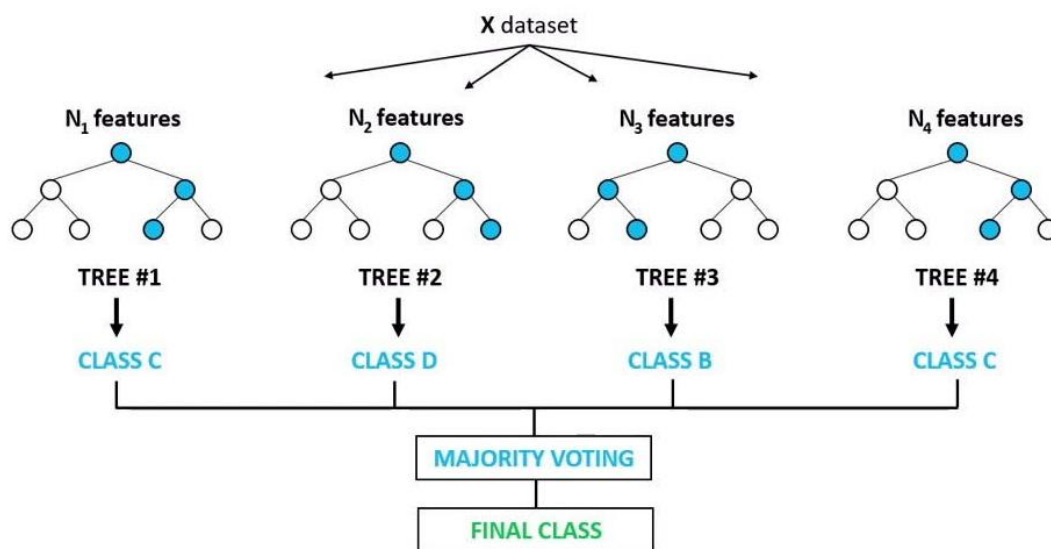 X dataset
N₁ features
N₂ features
N₃ features
N₄ features
TREE #1
TREE #2
TREE #3
TREE #4
CLASS C
CLASS D
CLASS B
CLASS C
MAJORITY VOTING
FINAL CLASS